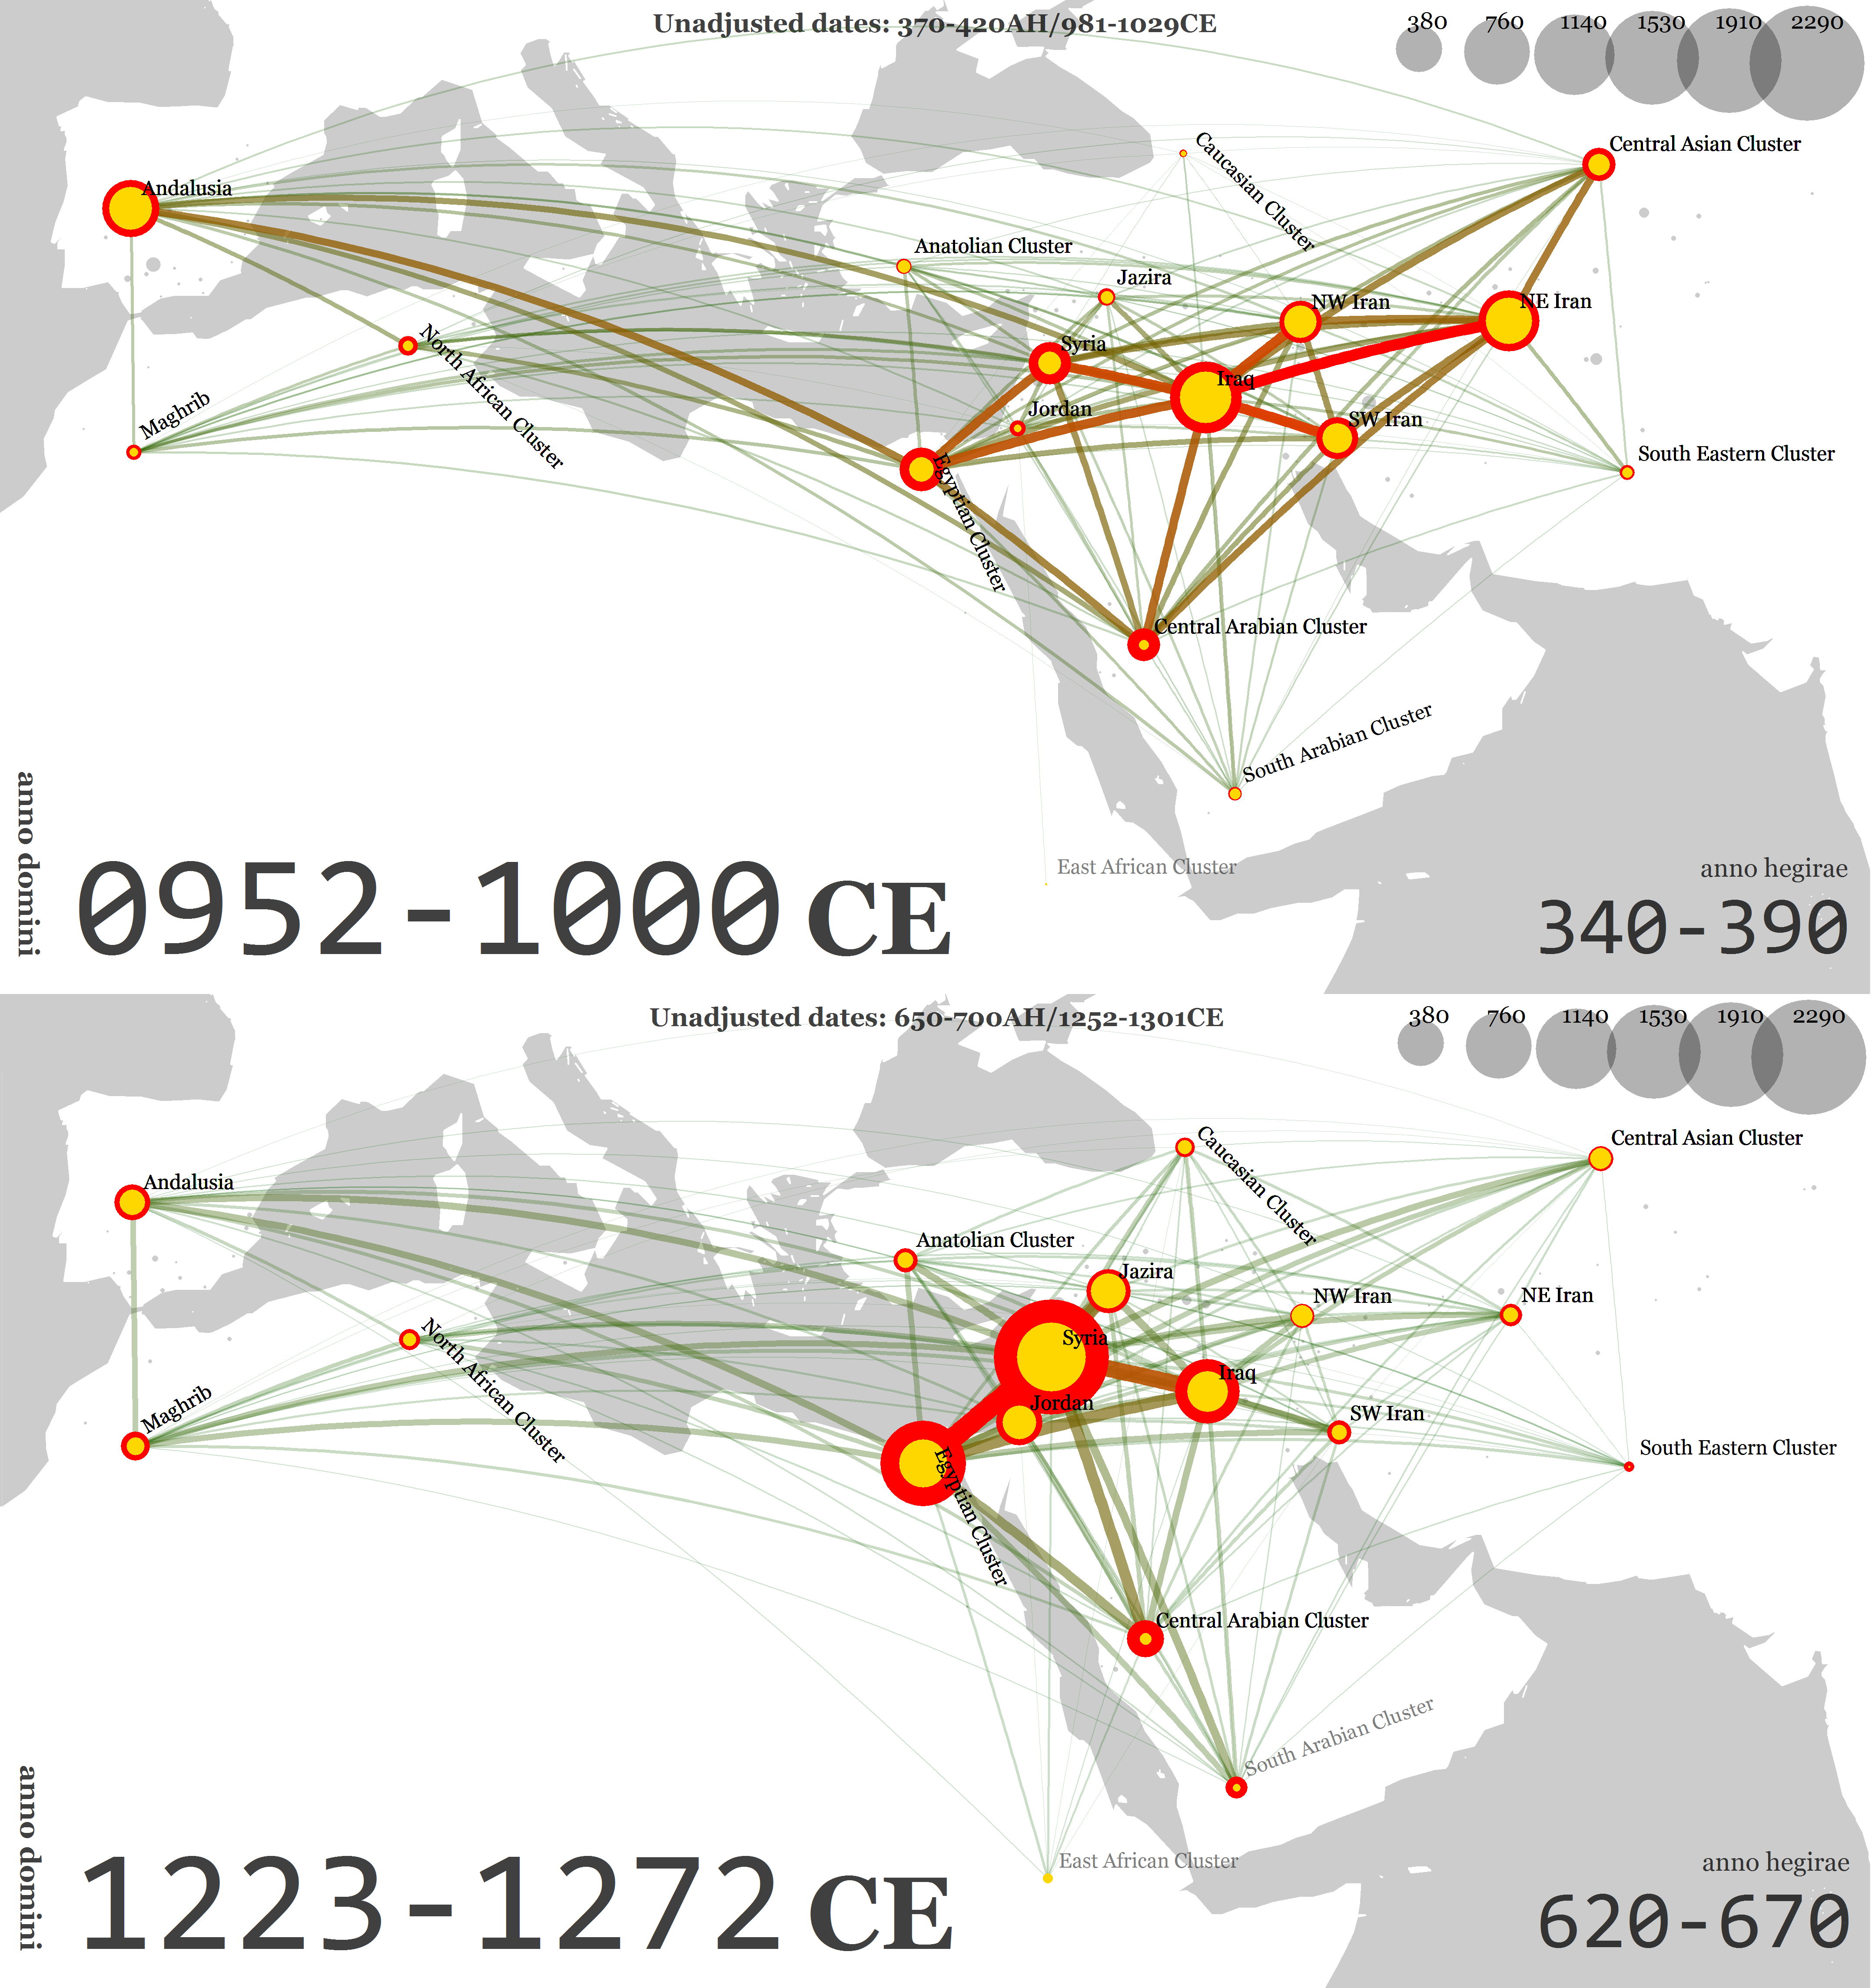 Unadjusted dates: 370-420AH/981-1029CE
380 760 1140 1530 1910 2290
Caucasian Cluster
Central Asian Cluster
Andalusia
Anatolian Cluster
Jazira
NW Iran
NE Iran
North African Cluster
Syria
Iraq
Maghrib
Jordan
SW Iran
South Eastern Cluster
Egyptian Cluster
Central Arabian Cluster
South Arabian Cluster
East African Cluster
anno domini
0952-1000 CE
anno hegirae
340-390
Unadjusted dates: 650-700AH/1252-1301CE
380 760 1140 1530 1910 2290
Caucasian Cluster
Central Asian Cluster
Andalusia
Anatolian Cluster
Jazira
NW Iran
NE Iran
North African Cluster
Syria
Iraq
Maghrib
Jordan
SW Iran
South Eastern Cluster
Egyptian Cluster
Central Arabian Cluster
South Arabian Cluster
East African Cluster
anno domini
1223-1272 CE
anno hegirae
620-670